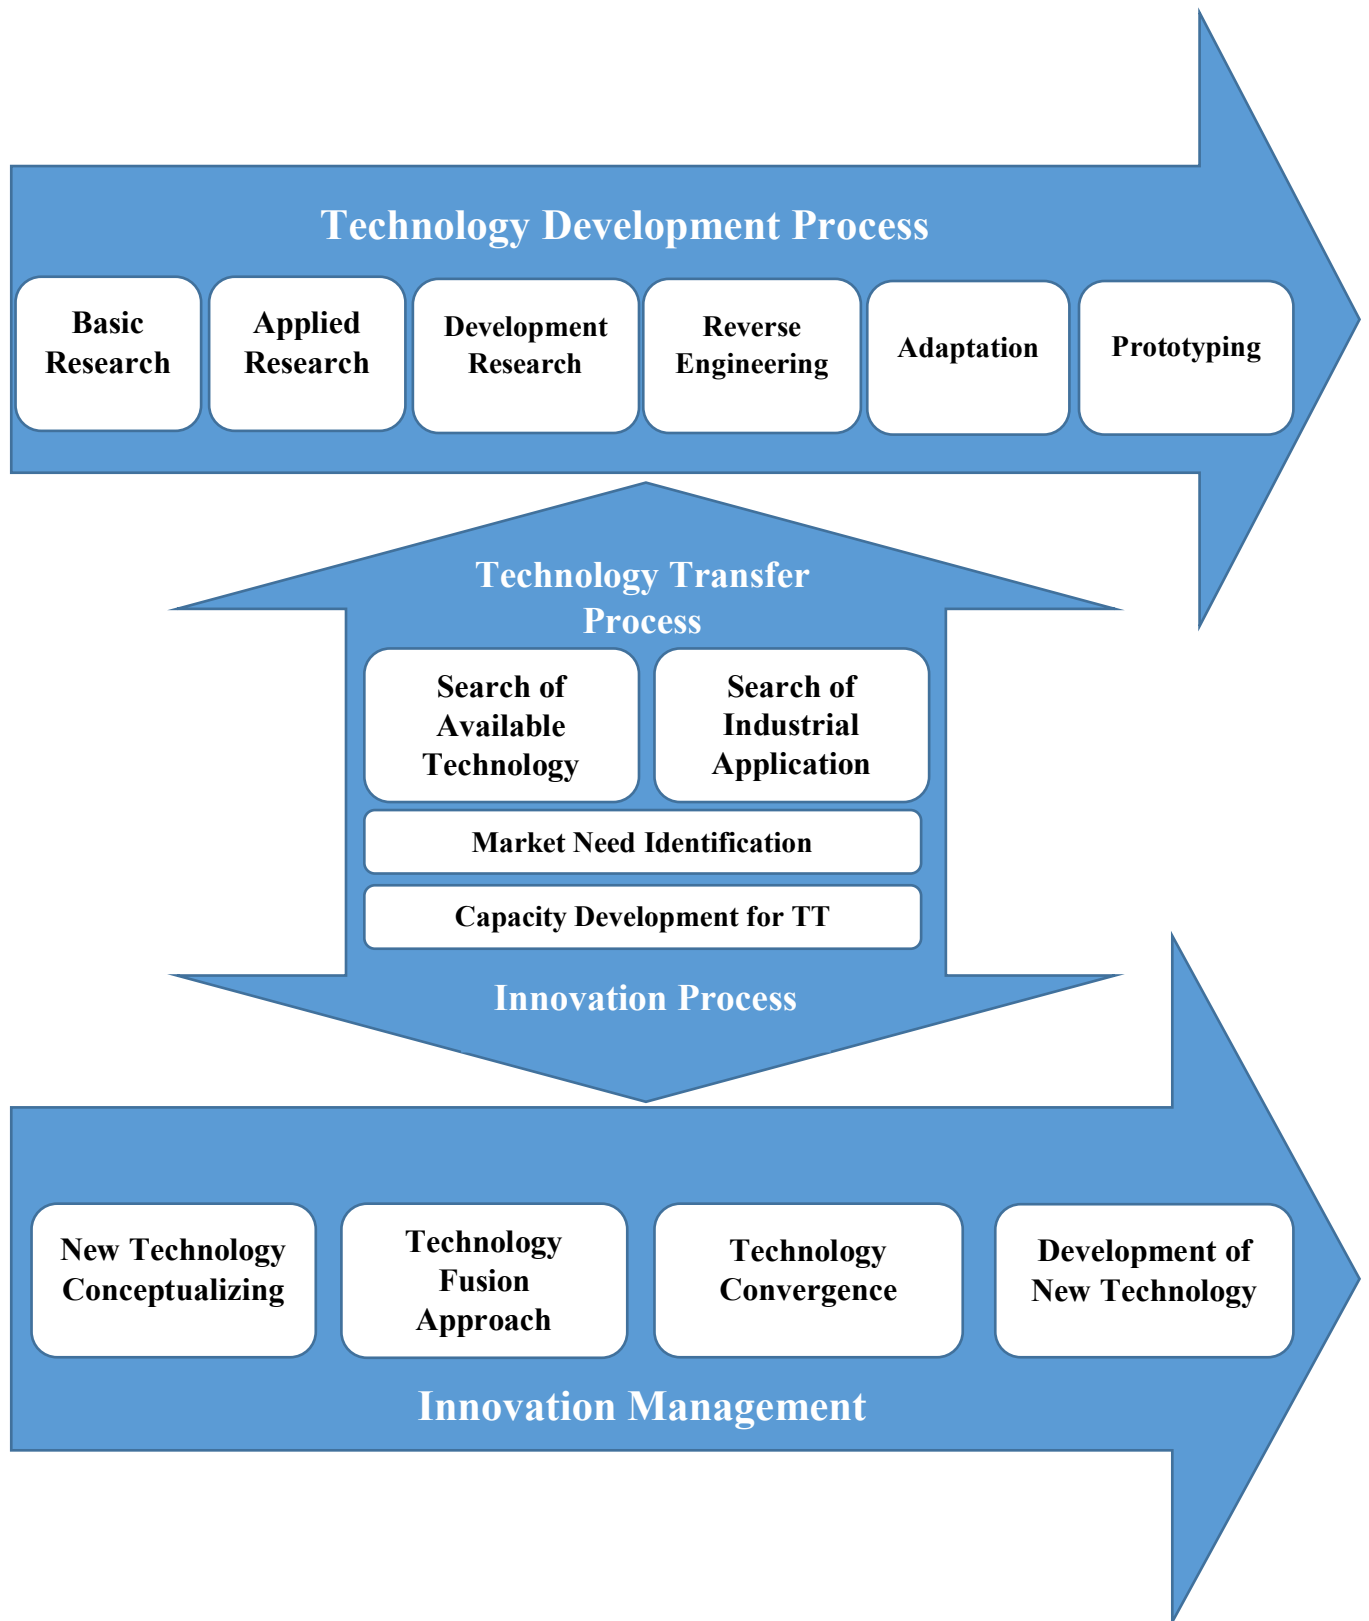 Technology Development Process
Basic
Research
Applied
Research
Development
Research
Reverse
Engineering
Adaptation
Prototyping
Technology Transfer
Process
Search of
Available
Technology
Search of
Industrial
Application
Market Need Identification
Capacity Development for TT
Innovation Process
New Technology
Conceptualizing
Technology
Fusion
Approach
Technology
Convergence
Development of
New Technology
Innovation Management